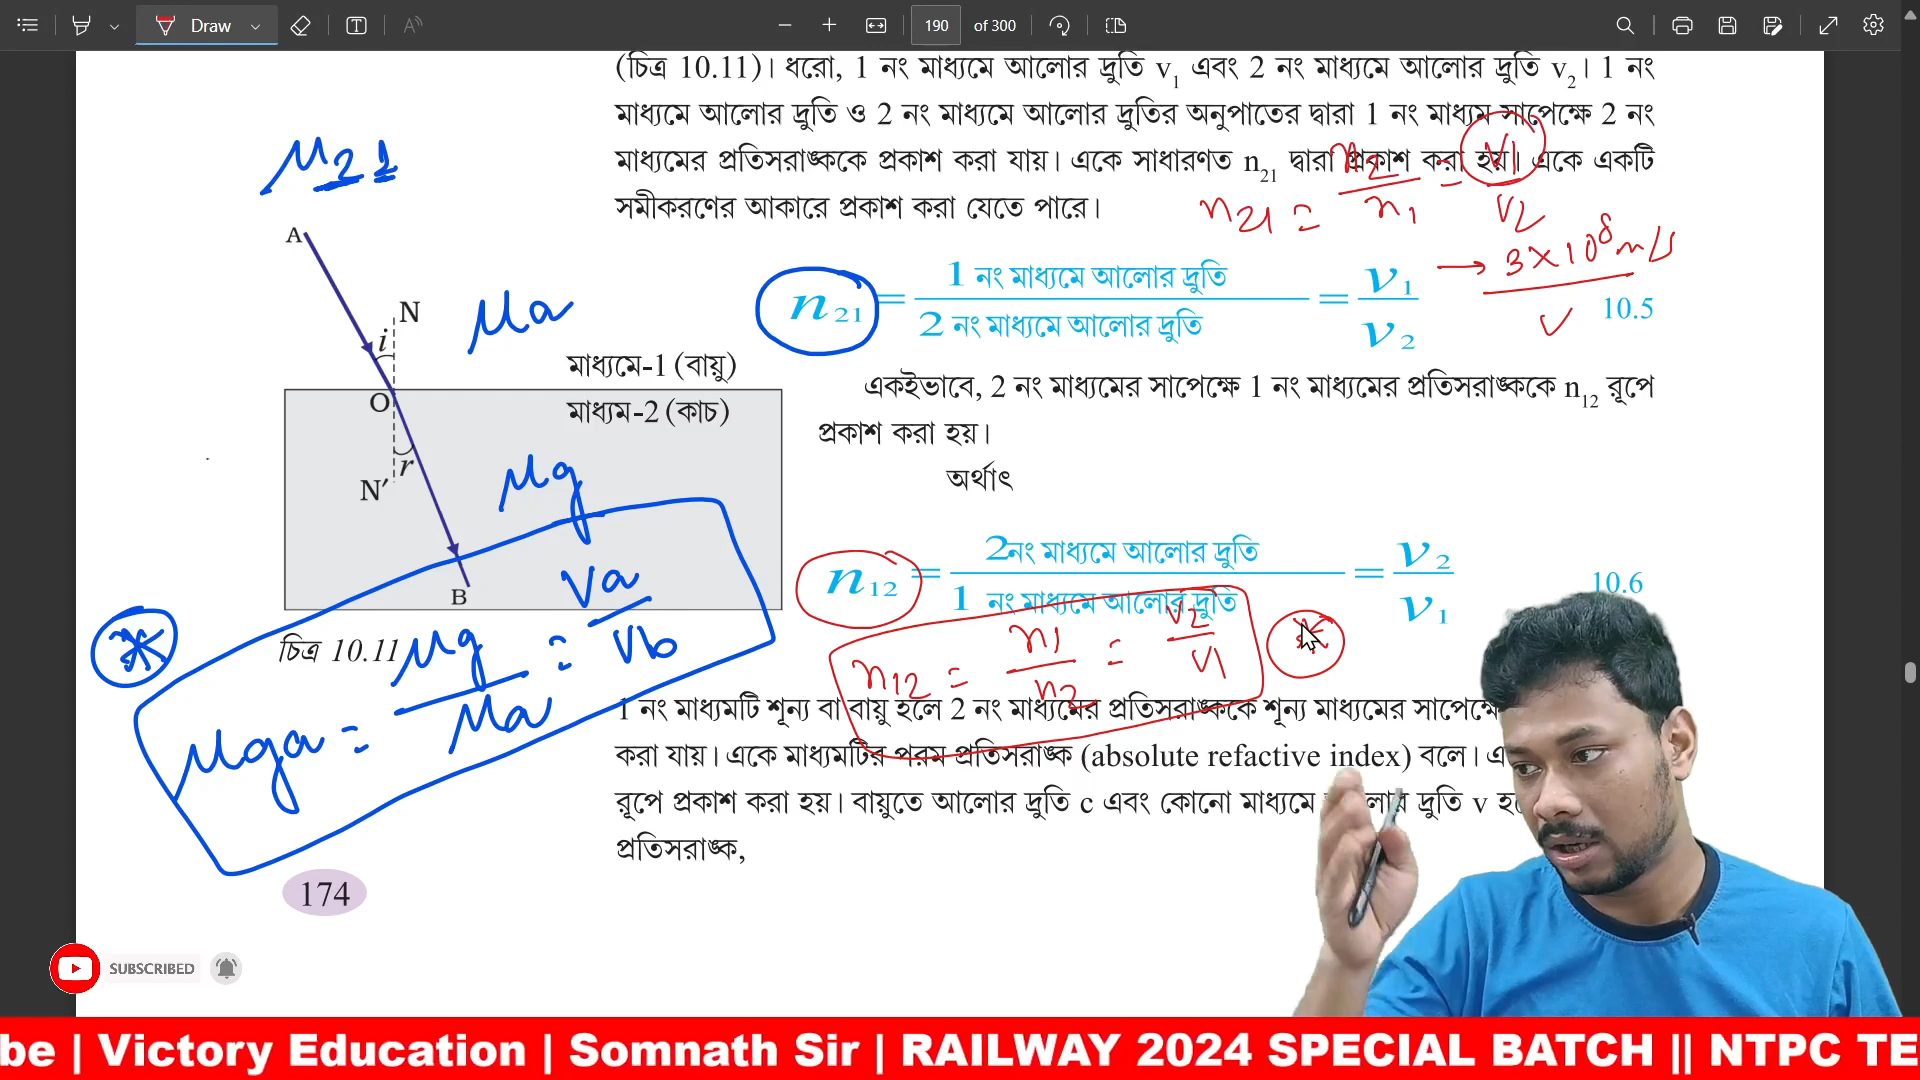 Draw
190 of 300
(চিত্র 10.11)। ধরো, 1 নং মাধ্যমে আলোর দ্রুতি v1 এবং 2 নং মাধ্যমে আলোর দ্রুতি v2। 1 নং
মাধ্যমে আলোর দ্রুতি ও 2 নং মাধ্যমে আলোর দ্রুতির অনুপাতের দ্বারা 1 নং মাধ্যম সাপেক্ষে 2 নং
মাধ্যমের প্রতিসরাঙ্ককে প্রকাশ করা যায়। একে সাধারণত n21 দ্বারা প্রকাশ করা হয়। একে একটি
সমীকরণের আকারে প্রকাশ করা যেতে পারে।
μ21
n21 = n2/n1 = v1/v2
→ 3×10^8 m/s
v
n21 = 1 নং মাধ্যমে আলোর দ্রুতি / 2 নং মাধ্যমে আলোর দ্রুতি = v1/v2 10.5
A
N
i
μa
মাধ্যমে-1 (বায়ু)
O
মাধ্যম-2 (কাচ)
r
N′
μg
B
চিত্র 10.11
একইভাবে, 2 নং মাধ্যমের সাপেক্ষে 1 নং মাধ্যমের প্রতিসরাঙ্ককে n12 রূপে
প্রকাশ করা হয়।
অর্থাৎ
n12 = 2নং মাধ্যমে আলোর দ্রুতি / 1 নং মাধ্যমে আলোর দ্রুতি = v2/v1 10.6
n12 = n1/n2 = v2/v1 *
* μga = μg/μa = va/vb
1 নং মাধ্যমটি শূন্য বা বায়ু হলে 2 নং মাধ্যমের প্রতিসরাঙ্ককে শূন্য মাধ্যমের সাপেক্ষে
করা যায়। একে মাধ্যমটির পরম প্রতিসরাঙ্ক (absolute refactive index) বলে।
রূপে প্রকাশ করা হয়। বায়ুতে আলোর দ্রুতি c এবং কোনো মাধ্যমে আলোর দ্রুতি v
প্রতিসরাঙ্ক,
174
SUBSCRIBED
be | Victory Education | Somnath Sir | RAILWAY 2024 SPECIAL BATCH || NTPC TE